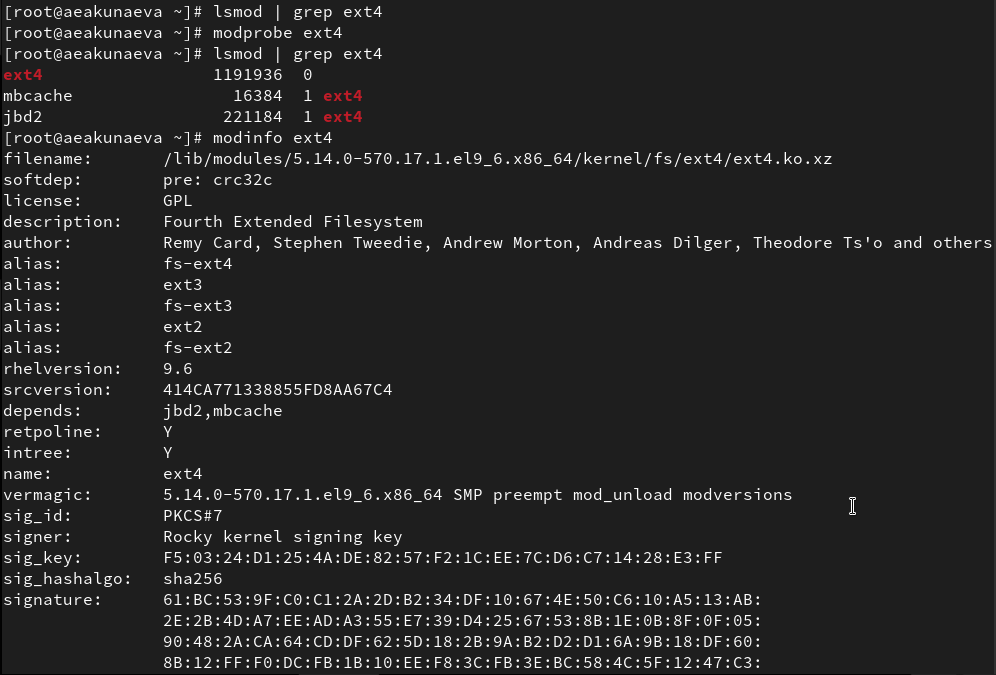 [root@aeakunaeva ~]# lsmod | grep ext4
[root@aeakunaeva ~]# modprobe ext4
[root@aeakunaeva ~]# lsmod | grep ext4
ext4                 1191936  0
mbcache                16384  1 ext4
jbd2                  221184  1 ext4
[root@aeakunaeva ~]# modinfo ext4
filename:       /lib/modules/5.14.0-570.17.1.el9_6.x86_64/kernel/fs/ext4/ext4.ko.xz
softdep:        pre: crc32c
license:        GPL
description:    Fourth Extended Filesystem
author:         Remy Card, Stephen Tweedie, Andrew Morton, Andreas Dilger, Theodore Ts'o and others
alias:          fs-ext4
alias:          ext3
alias:          fs-ext3
alias:          ext2
alias:          fs-ext2
rhelversion:    9.6
srcversion:     414CA771338855FD8AA67C4
depends:        jbd2,mbcache
retpoline:      Y
intree:         Y
name:           ext4
vermagic:       5.14.0-570.17.1.el9_6.x86_64 SMP preempt mod_unload modversions
sig_id:         PKCS#7
signer:         Rocky kernel signing key
sig_key:        F5:03:24:D1:25:4A:DE:82:57:F2:1C:EE:7C:D6:C7:14:28:E3:FF
sig_hashalgo:   sha256
signature:      61:BC:53:9F:C0:C1:2A:2D:B2:34:DF:10:67:4E:50:C6:10:A5:13:AB:
                2E:2B:4D:A7:EE:AD:A3:55:E7:39:D4:25:67:53:8B:1E:0B:8F:0F:05:
                90:48:2A:CA:64:CD:DF:62:5D:18:2B:9A:B2:D2:D1:6A:9B:18:DF:60:
                8B:12:FF:F0:DC:FB:1B:10:EE:F8:3C:FB:3E:BC:58:4C:5F:12:47:C3: